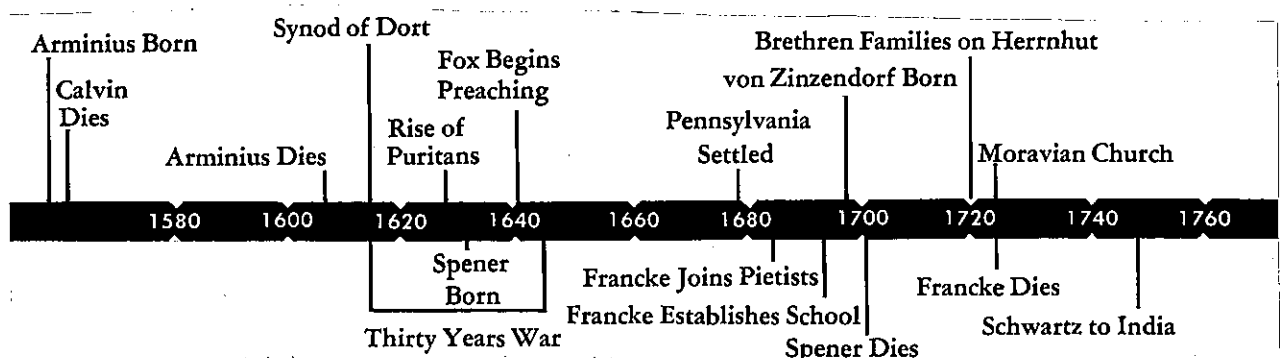 Synod of Dort
Arminius Born
Brethren Families on Herrnhut
Fox Begins
Preaching
von Zinzendorf Born
Calvin
Dies
Pennsylvania
Settled
Rise of
Puritans
Arminius Dies
Moravian Church
1580 1600 1620 1640 1660 1680 1700 1720 1740 1760
Spener
Born
Francke Joins Pietists
Francke Dies
Francke Establishes School
Schwartz to India
Thirty Years War
Spener Dies